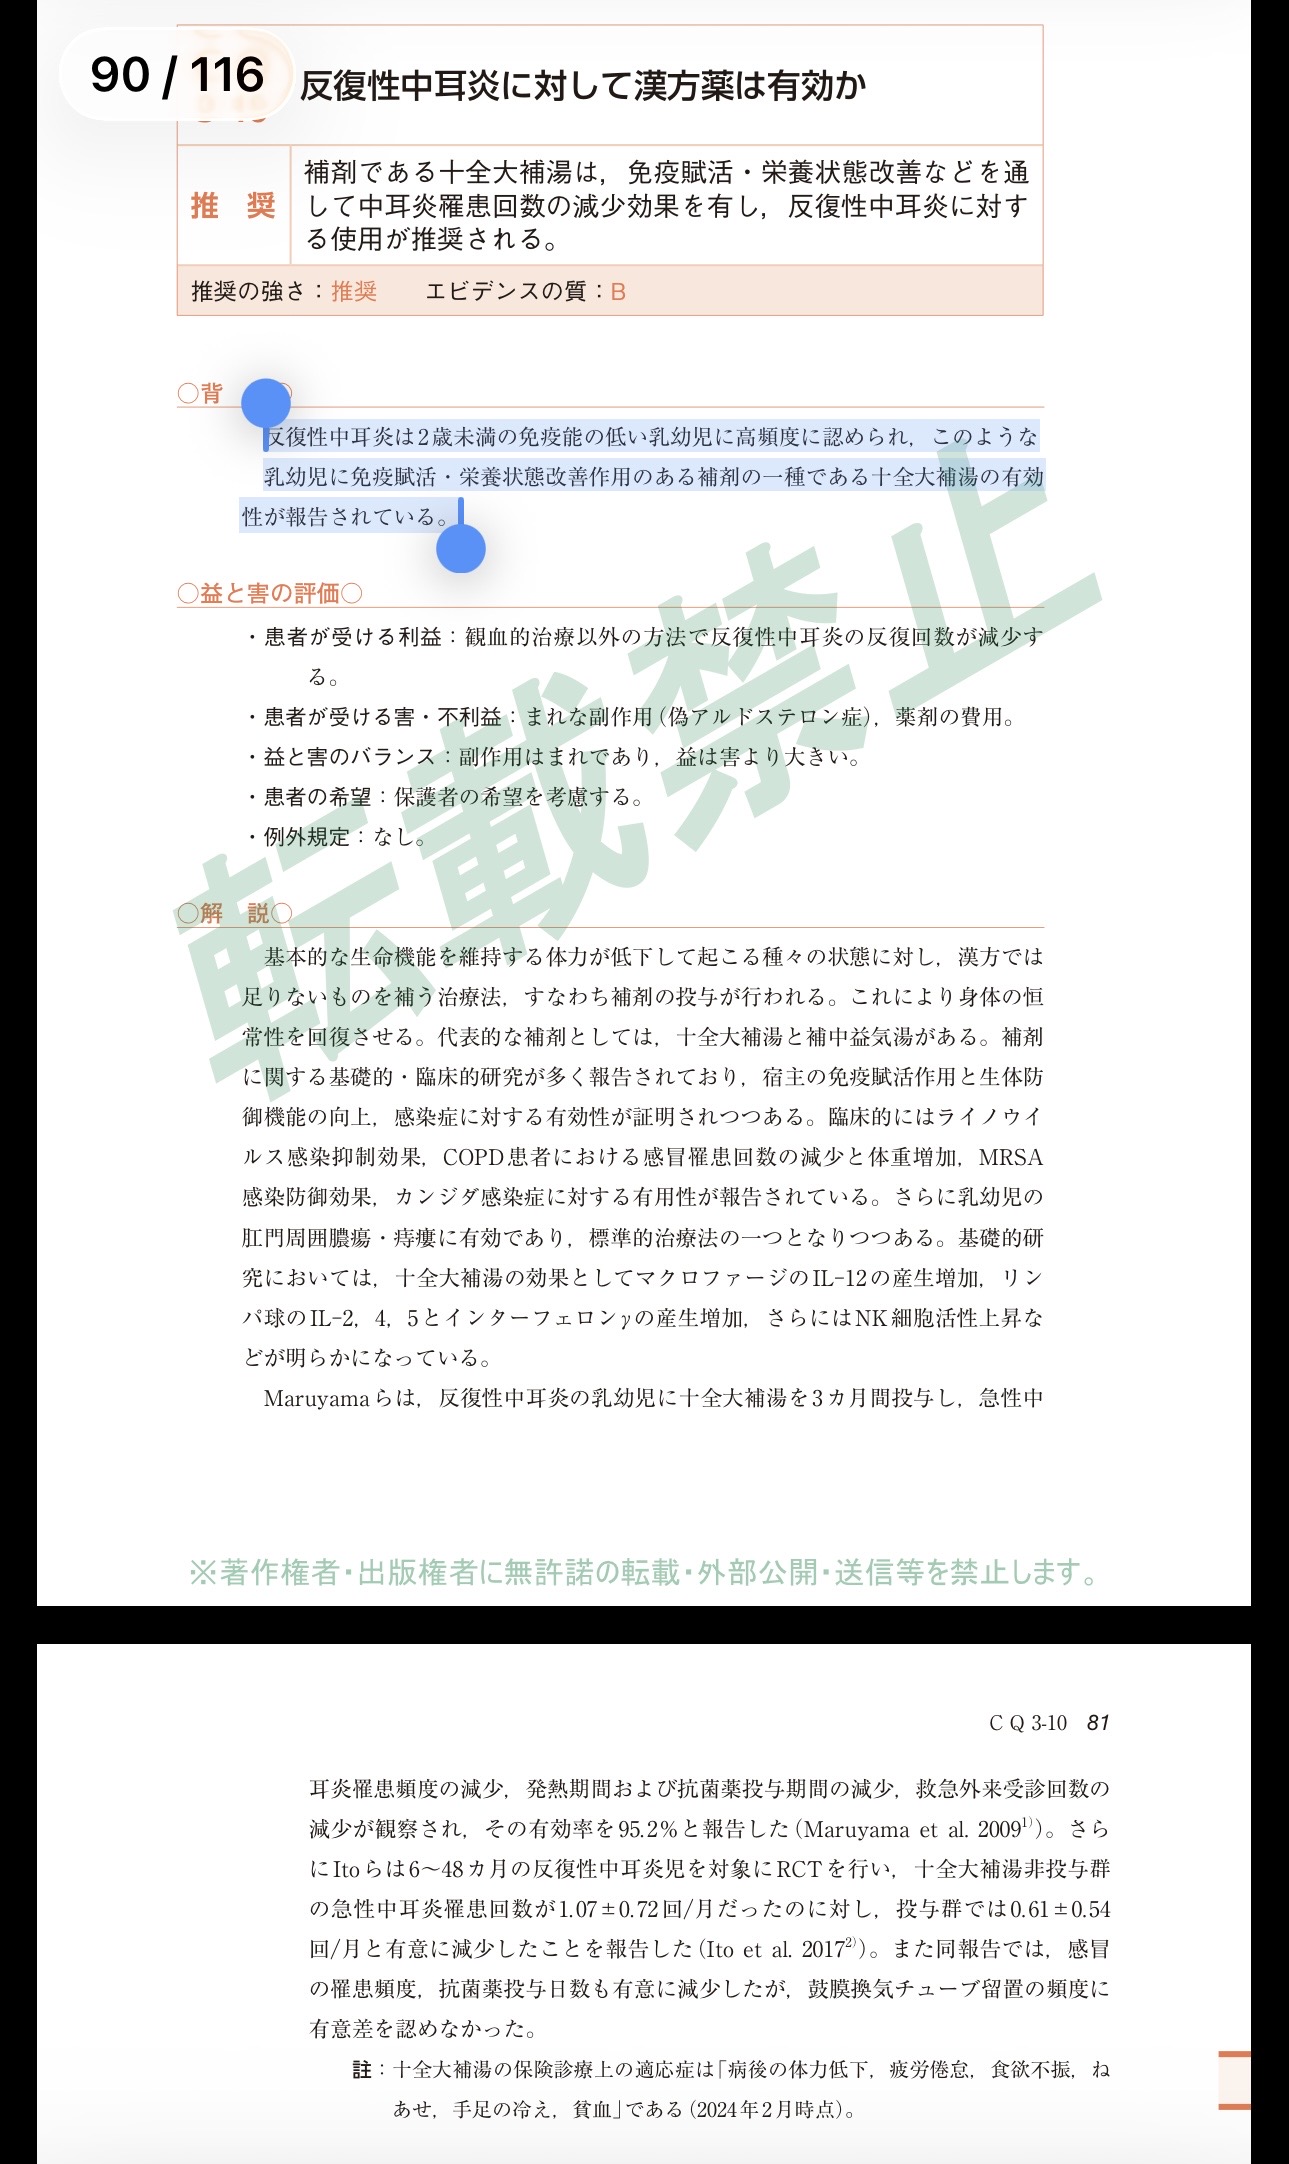 90 / 116
反復性中耳炎に対して漢方薬は有効か
推 奨
補剤である十全大補湯は，免疫賦活・栄養状態改善などを通
して中耳炎罹患回数の減少効果を有し，反復性中耳炎に対す
る使用が推奨される。
推奨の強さ：推奨 エビデンスの質：B
○背
反復性中耳炎は2歳未満の免疫能の低い乳幼児に高頻度に認められ，このような
乳幼児に免疫賦活・栄養状態改善作用のある補剤の一種である十全大補湯の有効
性が報告されている。
○益と害の評価○
・患者が受ける利益：観血的治療以外の方法で反復性中耳炎の反復回数が減少す
る。
・患者が受ける害・不利益：まれな副作用（偽アルドステロン症），薬剤の費用。
・益と害のバランス：副作用はまれであり，益は害より大きい。
・患者の希望：保護者の希望を考慮する。
・例外規定：なし。
○解 説○
基本的な生命機能を維持する体力が低下して起こる種々の状態に対し，漢方では
足りないものを補う治療法，すなわち補剤の投与が行われる。これにより身体の恒
常性を回復させる。代表的な補剤としては，十全大補湯と補中益気湯がある。補剤
に関する基礎的・臨床的研究が多く報告されており，宿主の免疫賦活作用と生体防
御機能の向上，感染症に対する有効性が証明されつつある。臨床的にはライノウイ
ルス感染抑制効果，COPD患者における感冒罹患回数の減少と体重増加，MRSA
感染防御効果，カンジダ感染症に対する有用性が報告されている。さらに乳幼児の
肛門周囲膿瘍・痔瘻に有効であり，標準的治療法の一つとなりつつある。基礎的研
究においては，十全大補湯の効果としてマクロファージのIL-12の産生増加，リン
パ球のIL-2，4，5とインターフェロンγの産生増加，さらにはNK細胞活性上昇な
どが明らかになっている。
Maruyamaらは，反復性中耳炎の乳幼児に十全大補湯を3カ月間投与し，急性中
転載禁止
※著作権者・出版権者に無許諾の転載・外部公開・送信等を禁止します。
CQ 3-10 81
耳炎罹患頻度の減少，発熱期間および抗菌薬投与期間の減少，救急外来受診回数の
減少が観察され，その有効率を95.2%と報告した（Maruyama et al. 2009¹⁾）。さら
にItoらは6〜48カ月の反復性中耳炎児を対象にRCTを行い，十全大補湯非投与群
の急性中耳炎罹患回数が1.07±0.72回/月だったのに対し，投与群では0.61±0.54
回/月と有意に減少したことを報告した（Ito et al. 2017²⁾）。また同報告では，感冒
の罹患頻度，抗菌薬投与日数も有意に減少したが，鼓膜換気チューブ留置の頻度に
有意差を認めなかった。
註：十全大補湯の保険診療上の適応症は「病後の体力低下，疲労倦怠，食欲不振，ね
あせ，手足の冷え，貧血」である（2024年2月時点）。